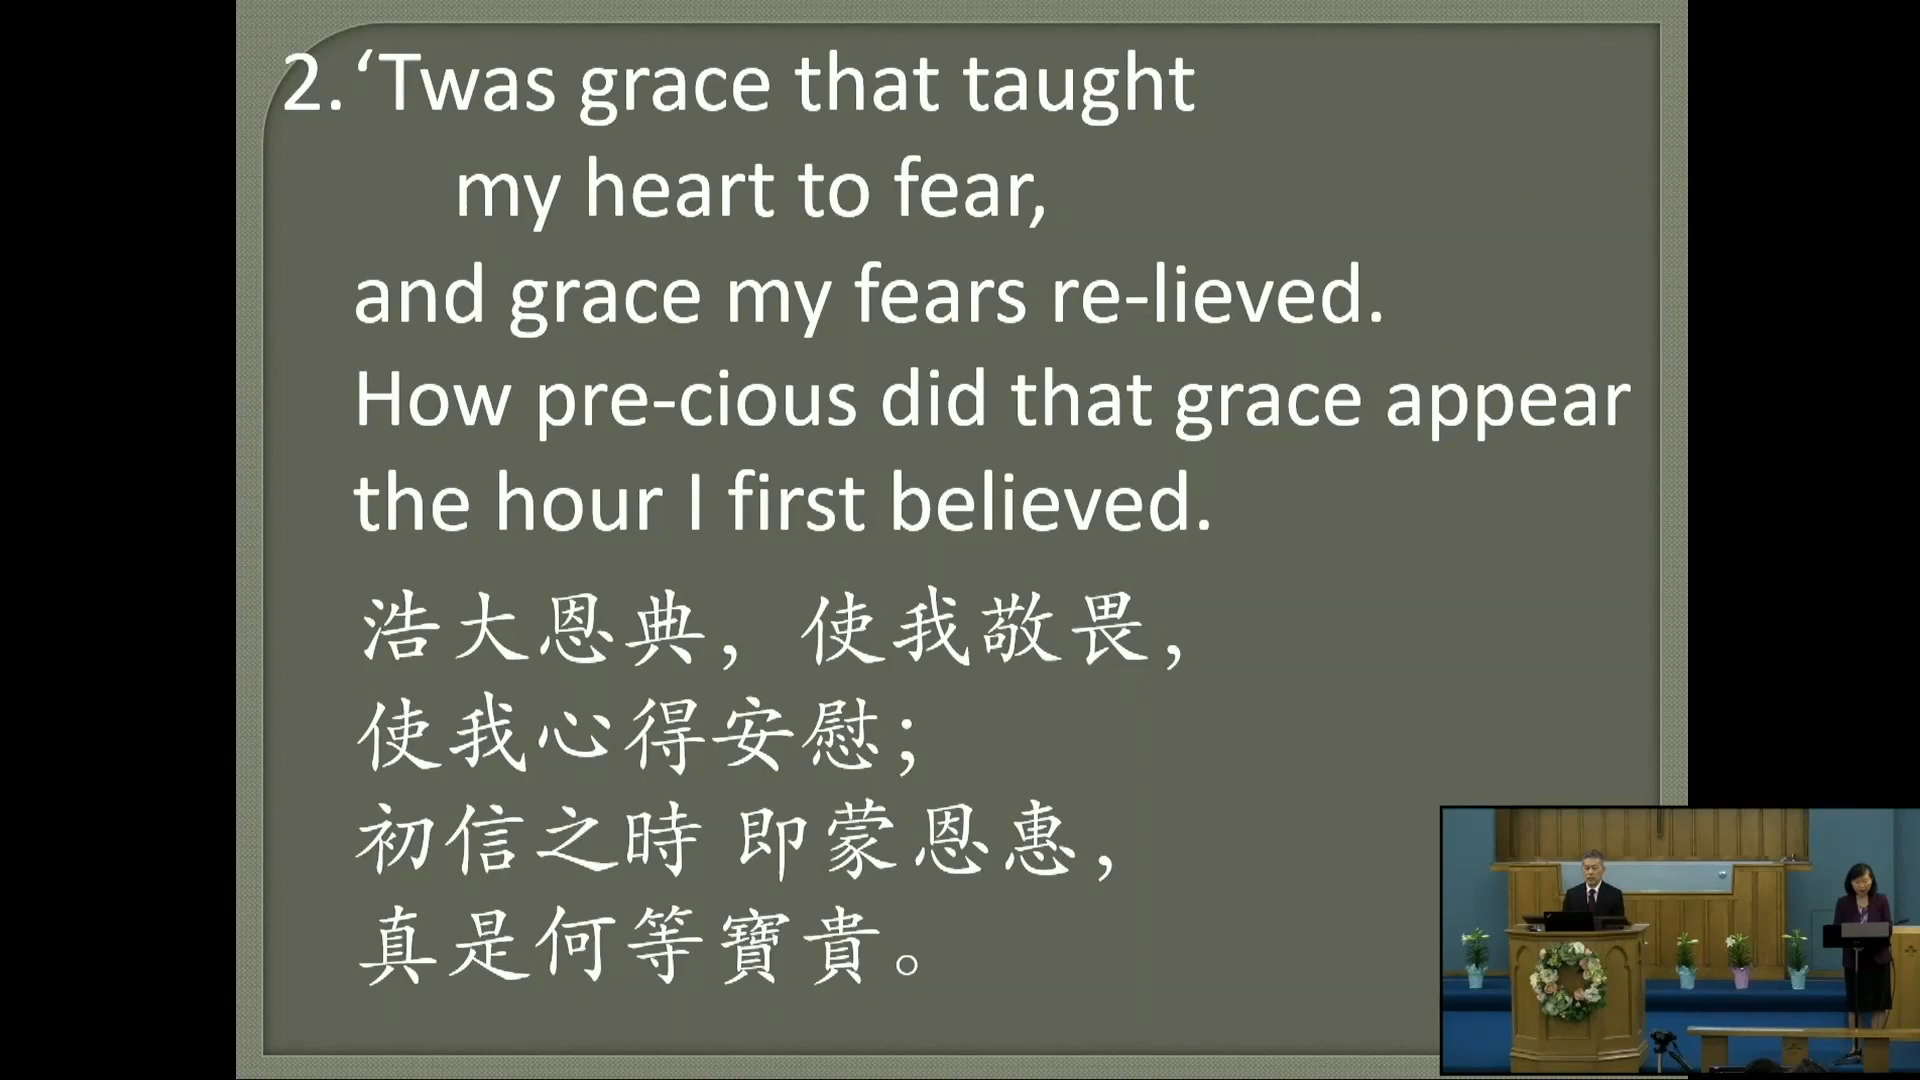 2. ‘Twas grace that taught
my heart to fear,
and grace my fears re-lieved.
How pre-cious did that grace appear
the hour I first believed.
浩大恩典，使我敬畏，
使我心得安慰；
初信之時 即蒙恩惠，
真是何等寶貴。